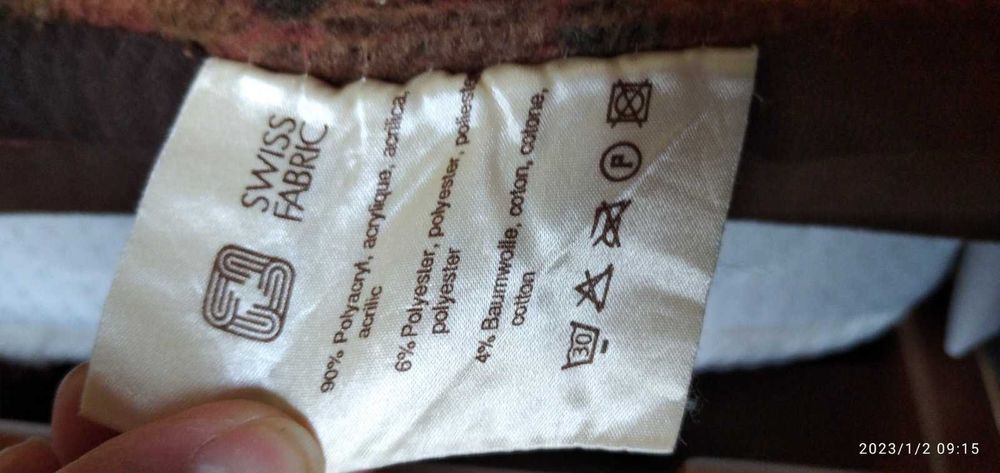 SWISS
FABRIC
90% Polyacryl, acrylique, acrilica,
acrilic
6% Polyester, polyester, polyester, poliester
polyester
4% Baumwolle, coton, cotone,
cotton
30
P
2023/1/2 09:15